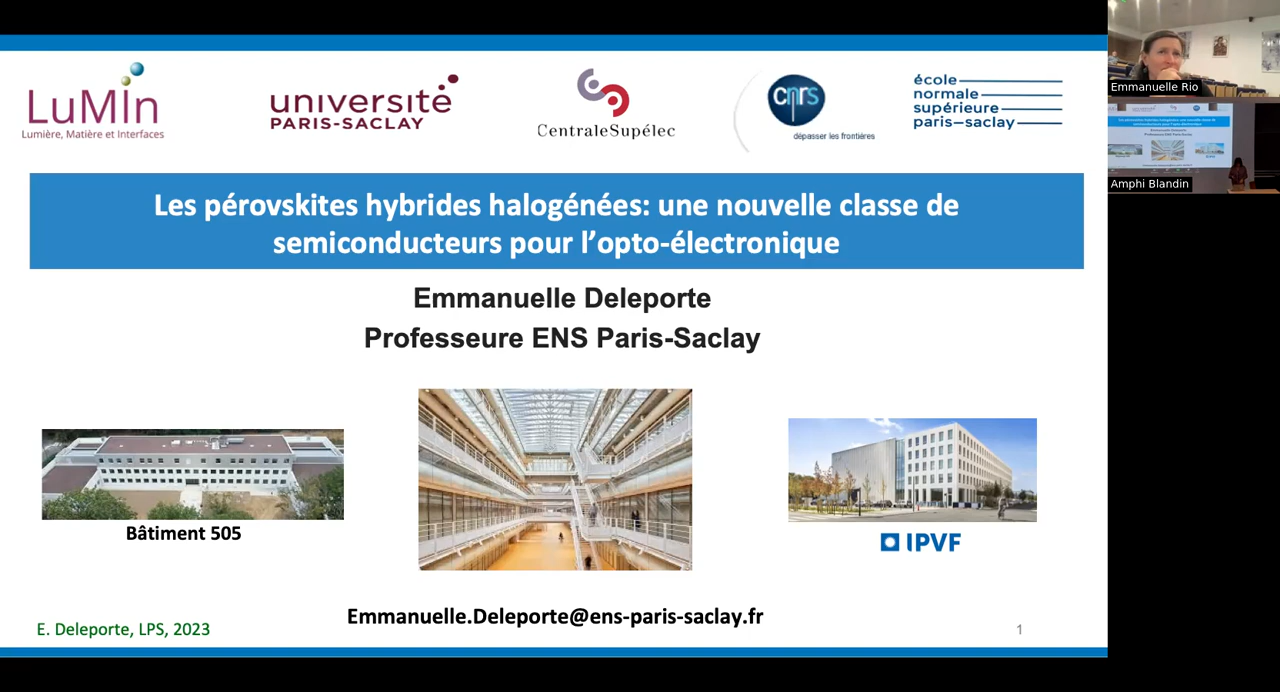 LuMIn
Lumière, Matière et Interfaces
université
PARIS-SACLAY
CentraleSupélec
cnrs
dépasser les frontières
école
normale
supérieure
paris–saclay
Les pérovskites hybrides halogénées: une nouvelle classe de
semiconducteurs pour l’opto-électronique
Emmanuelle Deleporte
Professeure ENS Paris-Saclay
Bâtiment 505
IPVF
Emmanuelle.Deleporte@ens-paris-saclay.fr
E. Deleporte, LPS, 2023
1
Emmanuelle Rio
Amphi Blandin